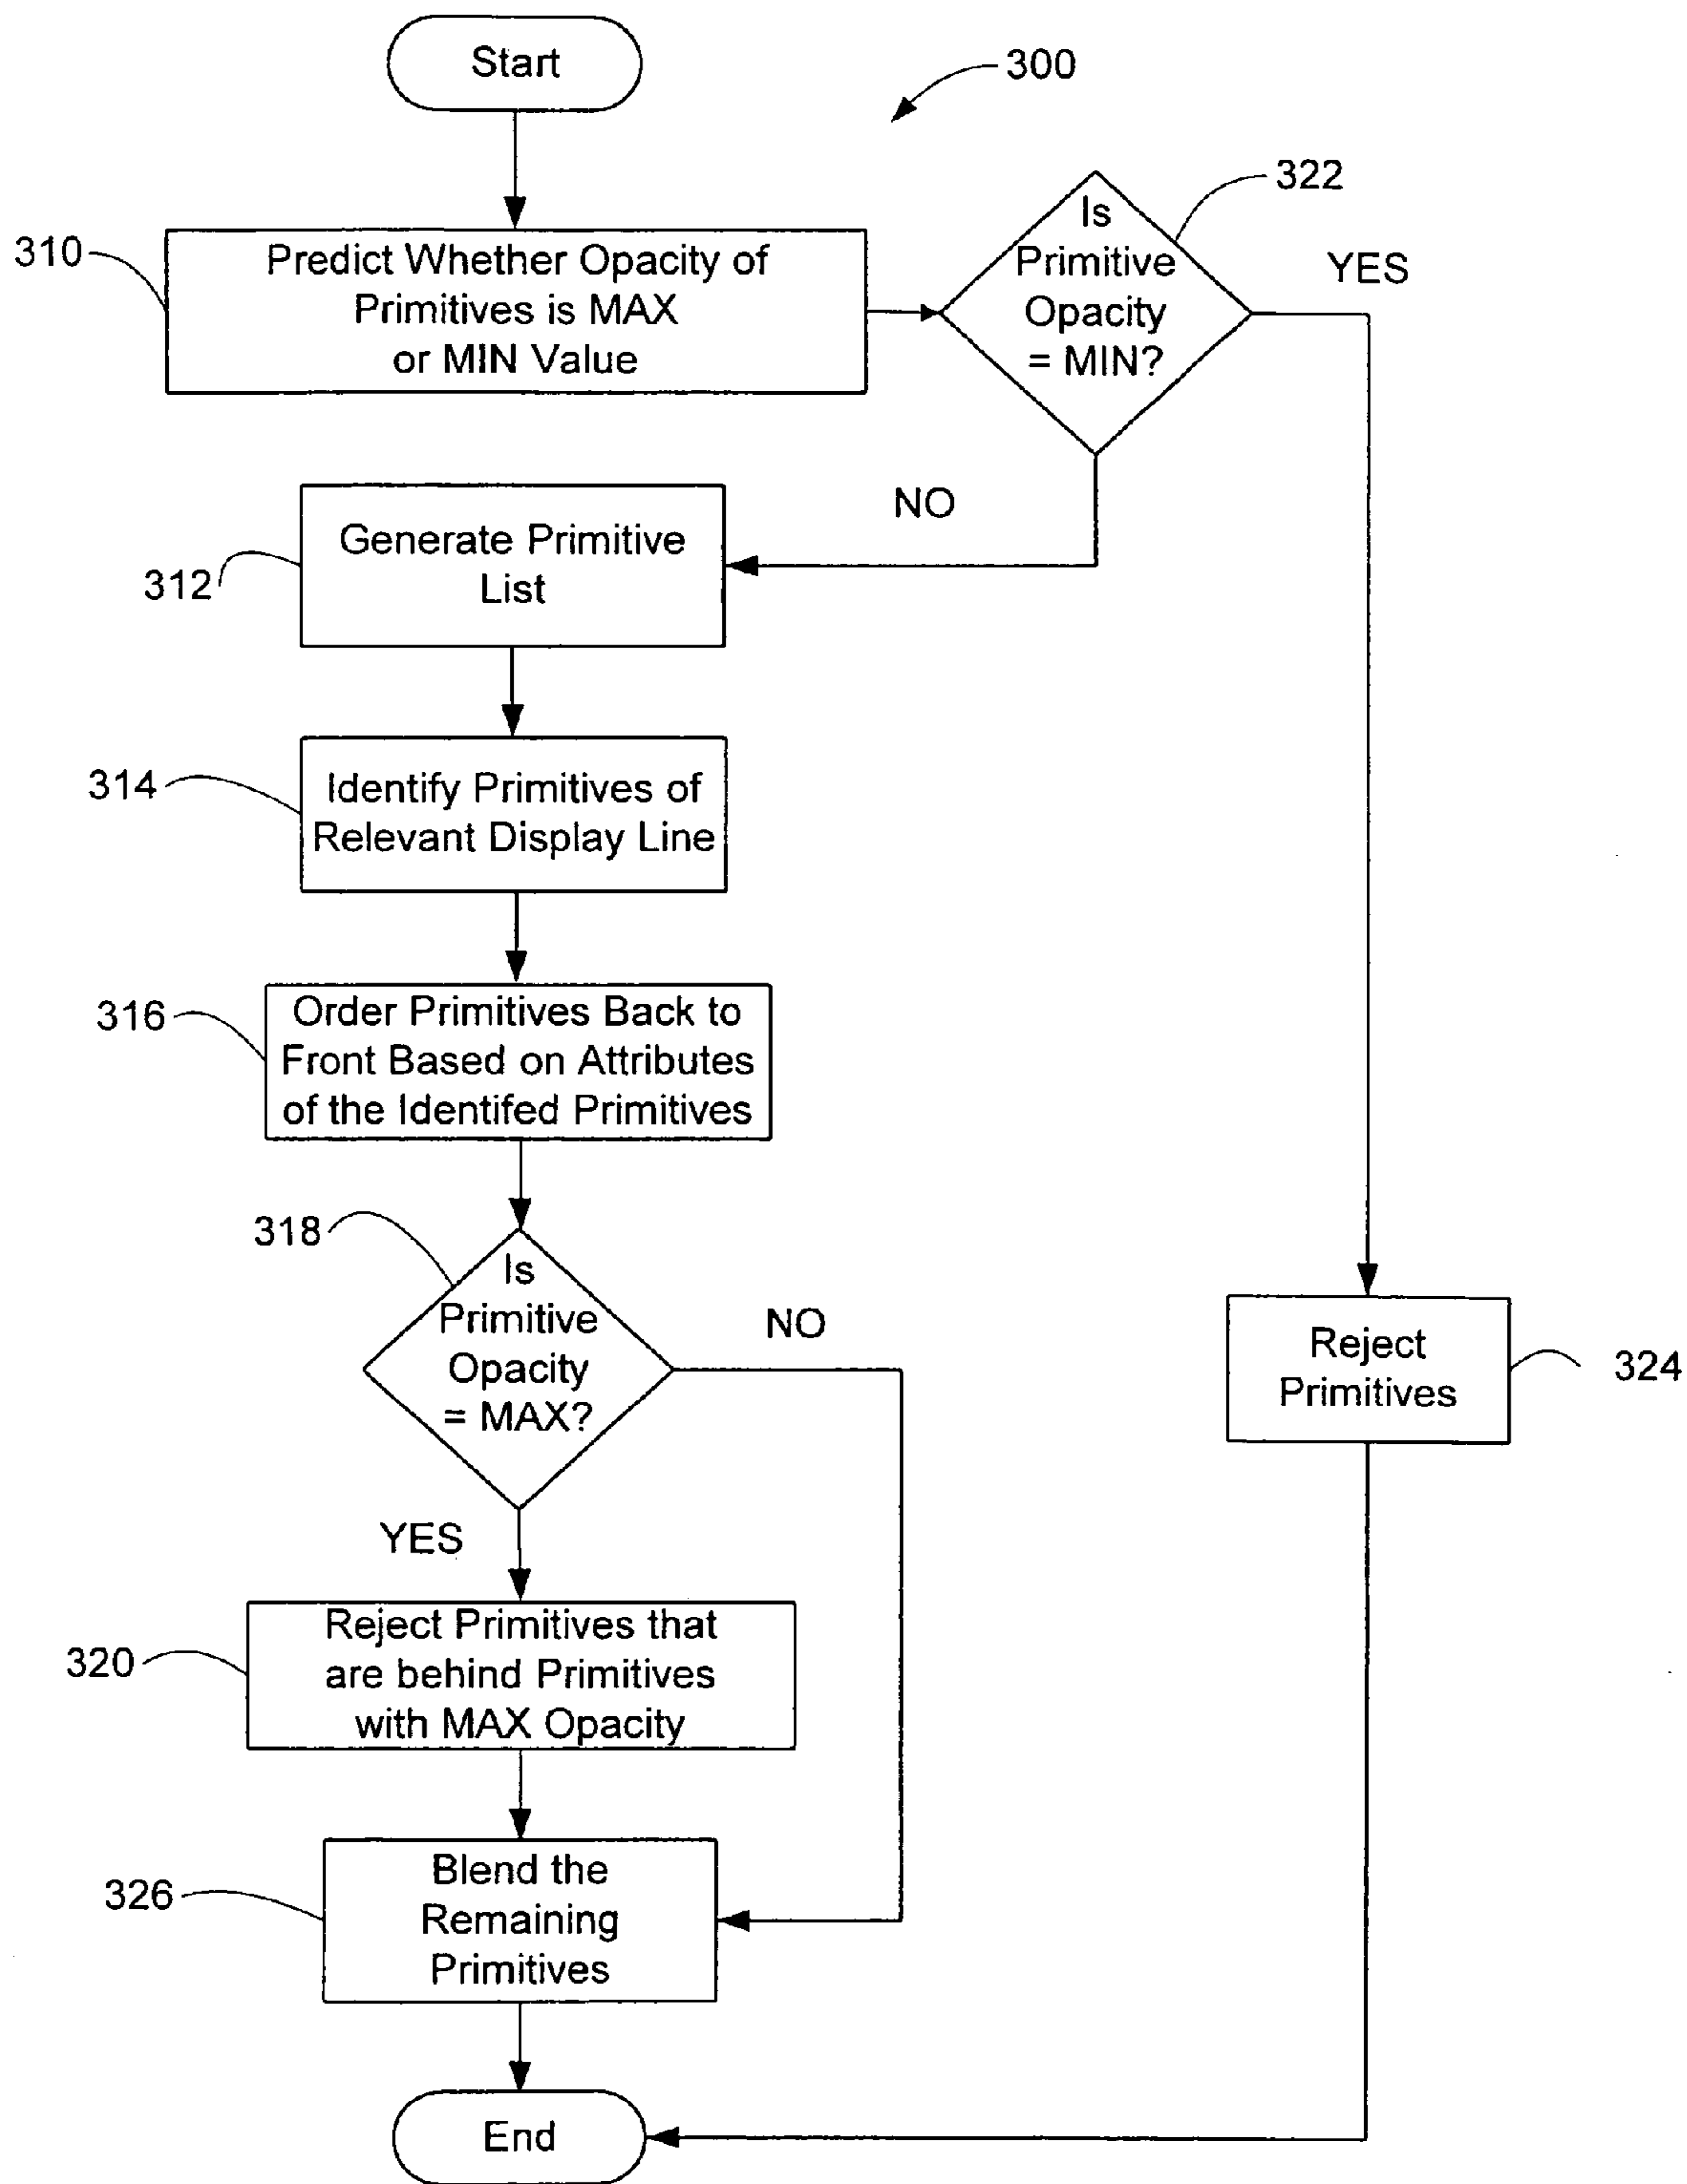 Start
300
322
Is
Primitive
Opacity
= MIN?
YES
310
Predict Whether Opacity of
Primitives is MAX
or MIN Value
NO
312
Generate Primitive
List
314
Identify Primitives of
Relevant Display Line
316
Order Primitives Back to
Front Based on Attributes
of the Identifed Primitives
318
Is
Primitive
Opacity
= MAX?
NO
YES
Reject
Primitives
324
320
Reject Primitives that
are behind Primitives
with MAX Opacity
326
Blend the
Remaining
Primitives
End